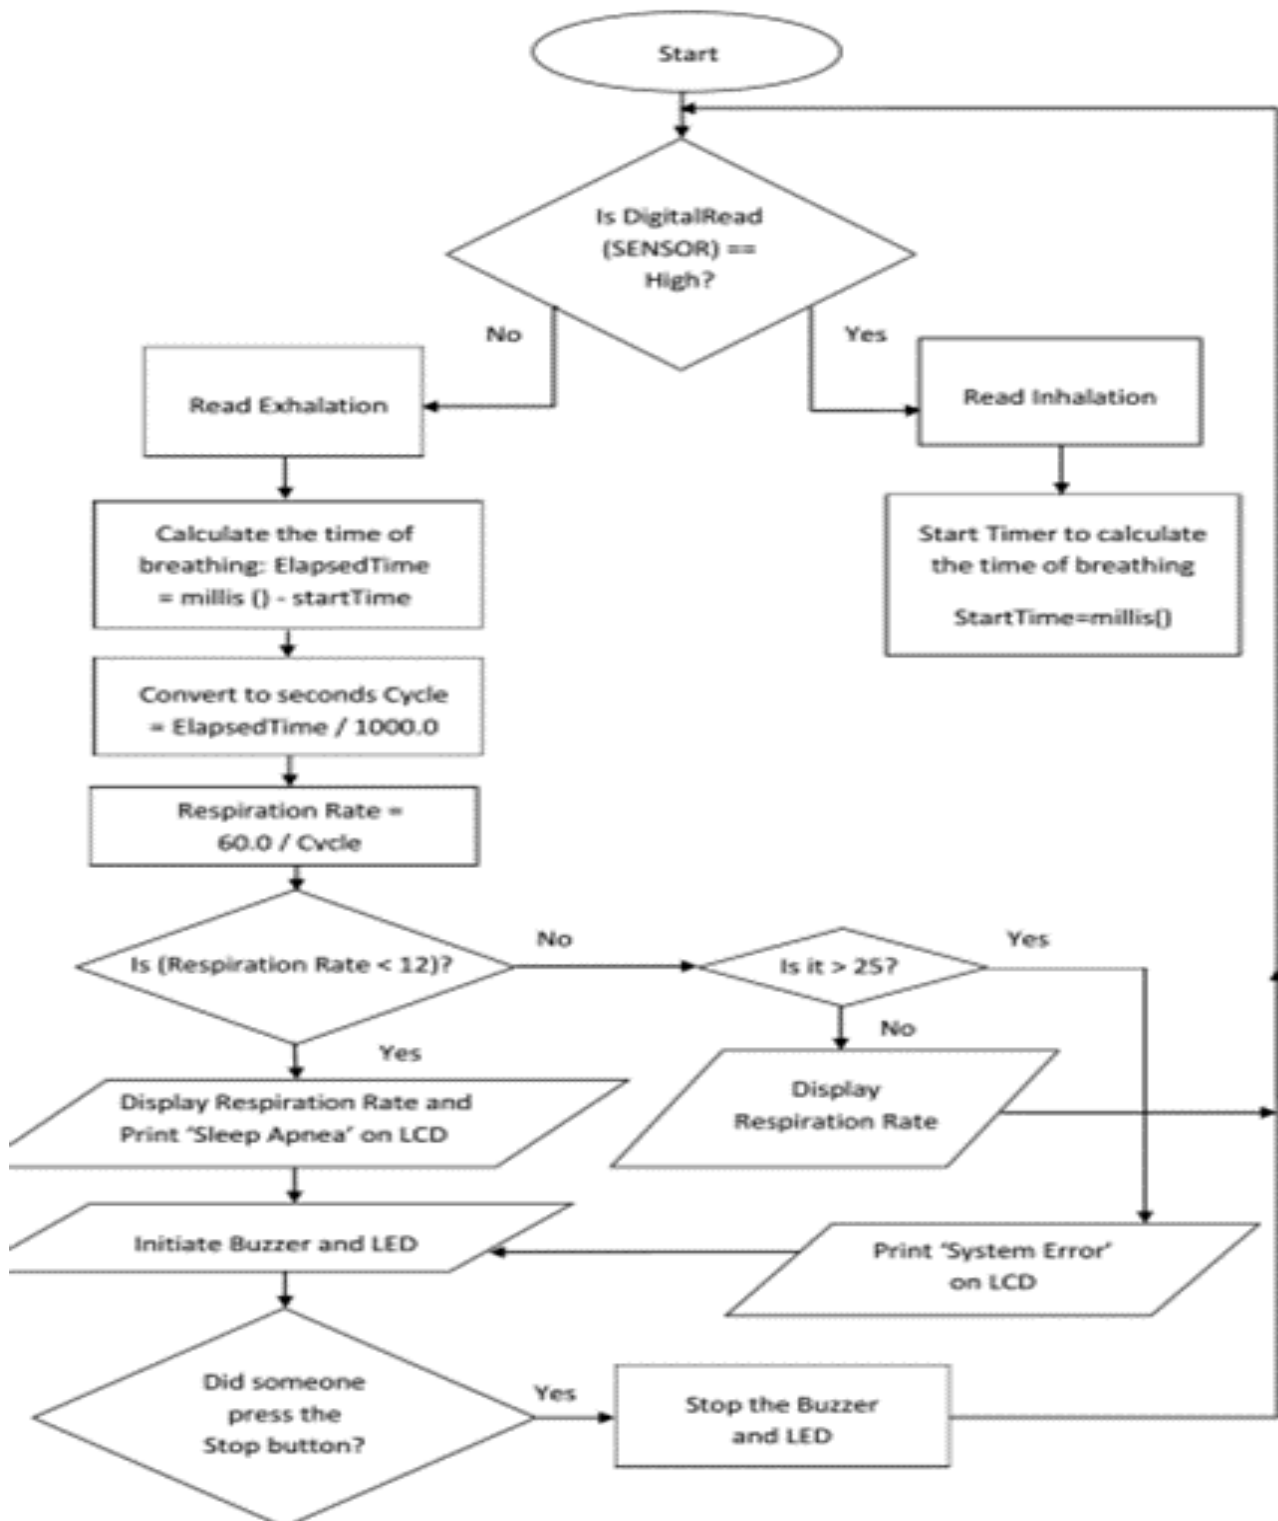 Start
Is DigitalRead
(SENSOR) ==
High?
No
Yes
Read Exhalation
Read Inhalation
Calculate the time of
breathing: ElapsedTime
= millis () - startTime
Start Timer to calculate
the time of breathing
StartTime=millis()
Convert to seconds Cycle
= ElapsedTime / 1000.0
Respiration Rate =
60.0 / Cycle
Is (Respiration Rate < 12)?
No
Is it > 25?
Yes
No
Yes
Display Respiration Rate and
Print ‘Sleep Apnea’ on LCD
Display
Respiration Rate
Initiate Buzzer and LED
Print ‘System Error’
on LCD
Did someone
press the
Stop button?
Yes
Stop the Buzzer
and LED